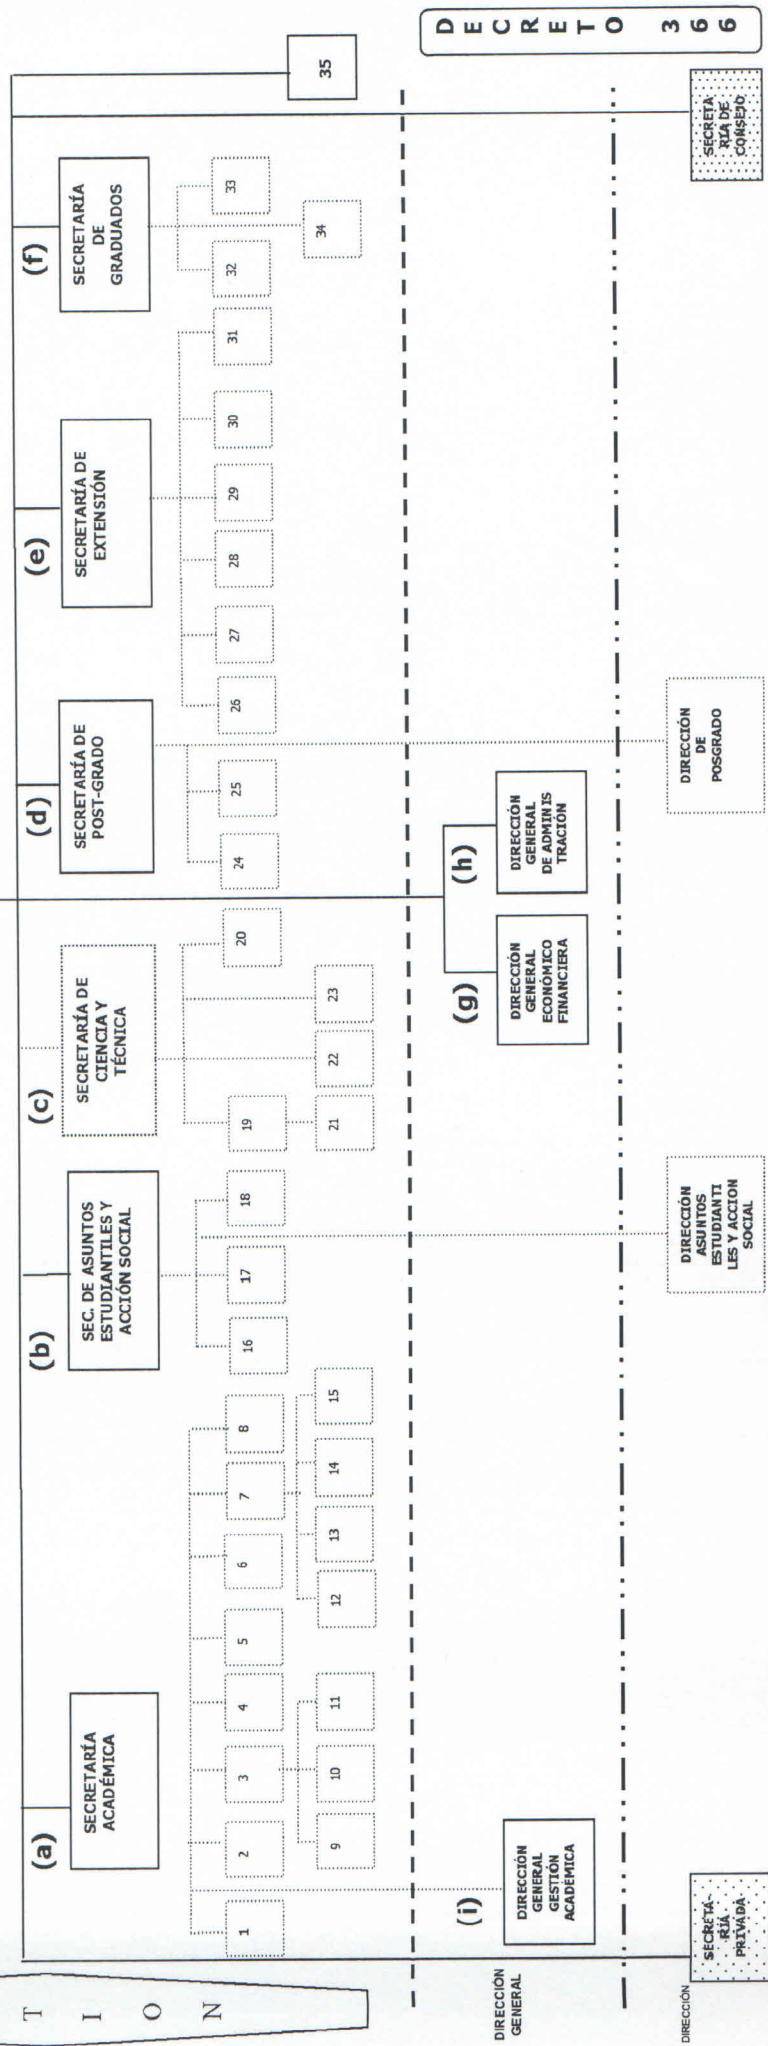 T
I
O
N
(a)
SECRETARÍA
ACADÉMICA
(b)
SEC. DE ASUNTOS
ESTUDIANTILES Y
ACCIÓN SOCIAL
(c)
SECRETARÍA DE
CIENCIA Y
TÉCNICA
(d)
SECRETARÍA DE
POST-GRADO
(e)
SECRETARÍA DE
EXTENSIÓN
(f)
SECRETARÍA
DE
GRADUADOS
35
1
2
3
4
5
6
7
8
9
10
11
12
13
14
15
16
17
18
19
20
21
22
23
24
25
26
27
28
29
30
31
32
33
34
DIRECCIÓN
GENERAL
(i)
DIRECCIÓN
GENERAL
GESTIÓN
ACADÉMICA
(g)
DIRECCIÓN
GENERAL
ECONÓMICO
FINANCIERA
(h)
DIRECCIÓN
GENERAL
DE ADMINIS
TRACIÓN
DIRECCIÓN
SECRETA-
RÍA
PRIVADA
DIRECCIÓN
ASUNTOS
ESTUDIANTI
LES Y ACCION
SOCIAL
DIRECCIÓN
DE
POSGRADO
SECRETA
RÍA DE
CONSEJO
DECRETO 366